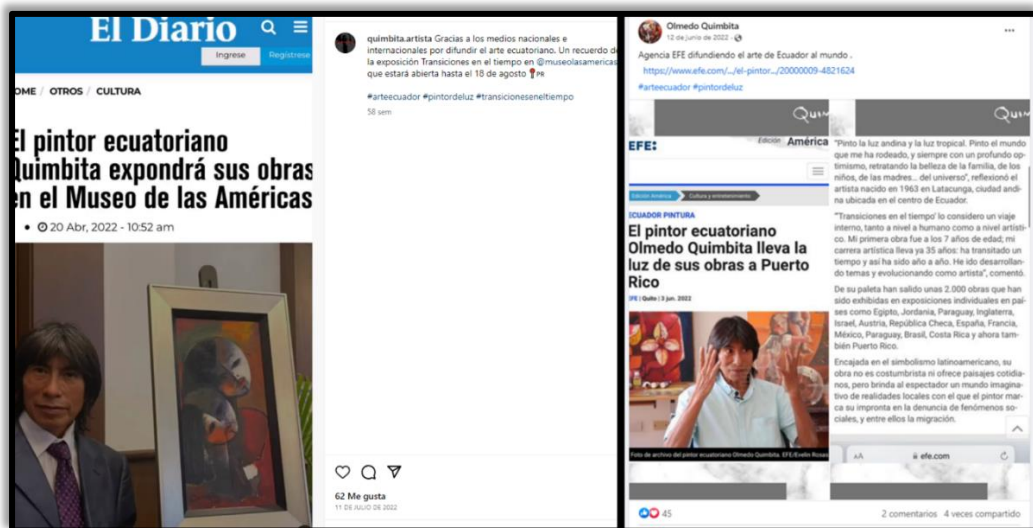 El Diario
Ingrese
Regístrese
OME / OTROS / CULTURA
El pintor ecuatoriano
Quimbita expondrá sus obras
en el Museo de las Américas
20 Abr, 2022 - 10:52 am
quimbita.artista Gracias a los medios nacionales e
internacionales por difundir el arte ecuatoriano. Un recuerdo de
la exposición Transiciones en el tiempo en @museolasamericas
que estará abierta hasta el 18 de agosto 📍PR
#arteecuador #pintordeluz #transicioneseneltiempo
58 sem
62 Me gusta
11 DE JULIO DE 2022
Olmedo Quimbita
12 de junio de 2022
Agencia EFE difundiendo el arte de Ecuador al mundo .
https://www.efe.com/.../el-pintor.../20000009-4821624
#arteecuador #pintordeluz
EFE:
Edición América
Edición América
Cultura y entretenimiento
ECUADOR PINTURA
El pintor ecuatoriano
Olmedo Quimbita lleva la
luz de sus obras a Puerto
Rico
EFE | Quito | 3 jun. 2022
Foto de archivo del pintor ecuatoriano Olmedo Quimbita. EFE/Evelin Rosas
"Pinto la luz andina y la luz tropical. Pinto el mundo
que me ha rodeado, y siempre con un profundo op-
timismo, retratando la belleza de la familia, de los
niños, de las madres... del universo", reflexionó el
artista nacido en 1963 en Latacunga, ciudad andi-
na ubicada en el centro de Ecuador.
"'Transiciones en el tiempo' lo considero un viaje
interno, tanto a nivel a humano como a nivel artísti-
co. Mi primera obra fue a los 7 años de edad; mi
carrera artística lleva ya 35 años: ha transitado un
tiempo y así ha sido año a año. He ido desarrollan-
do temas y evolucionando como artista", comentó.
De su paleta han salido unas 2.000 obras que han
sido exhibidas en exposiciones individuales en paí-
ses como Egipto, Jordania, Paraguay, Inglaterra,
Israel, Austria, República Checa, España, Francia,
México, Paraguay, Brasil, Costa Rica y ahora tam-
bién Puerto Rico.
Encajada en el simbolismo latinoamericano, su
obra no es costumbrista ni ofrece paisajes cotidia-
nos, pero brinda al espectador un mundo imagina-
tivo de realidades locales con el que el pintor mar-
ca su impronta en la denuncia de fenómenos so-
ciales, y entre ellos la migración.
AA
efe.com
45
2 comentarios 4 veces compartido